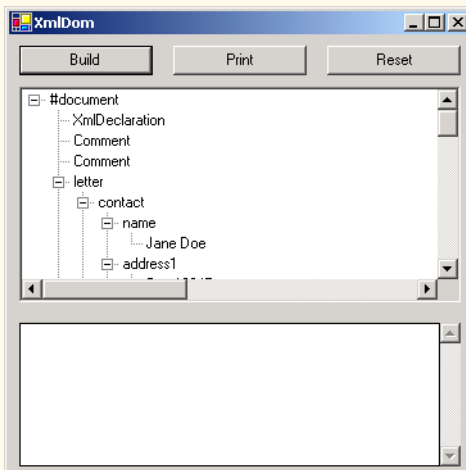 XmlDom
Build Print Reset
#document
XmlDeclaration
Comment
Comment
letter
contact
name
Jane Doe
address1